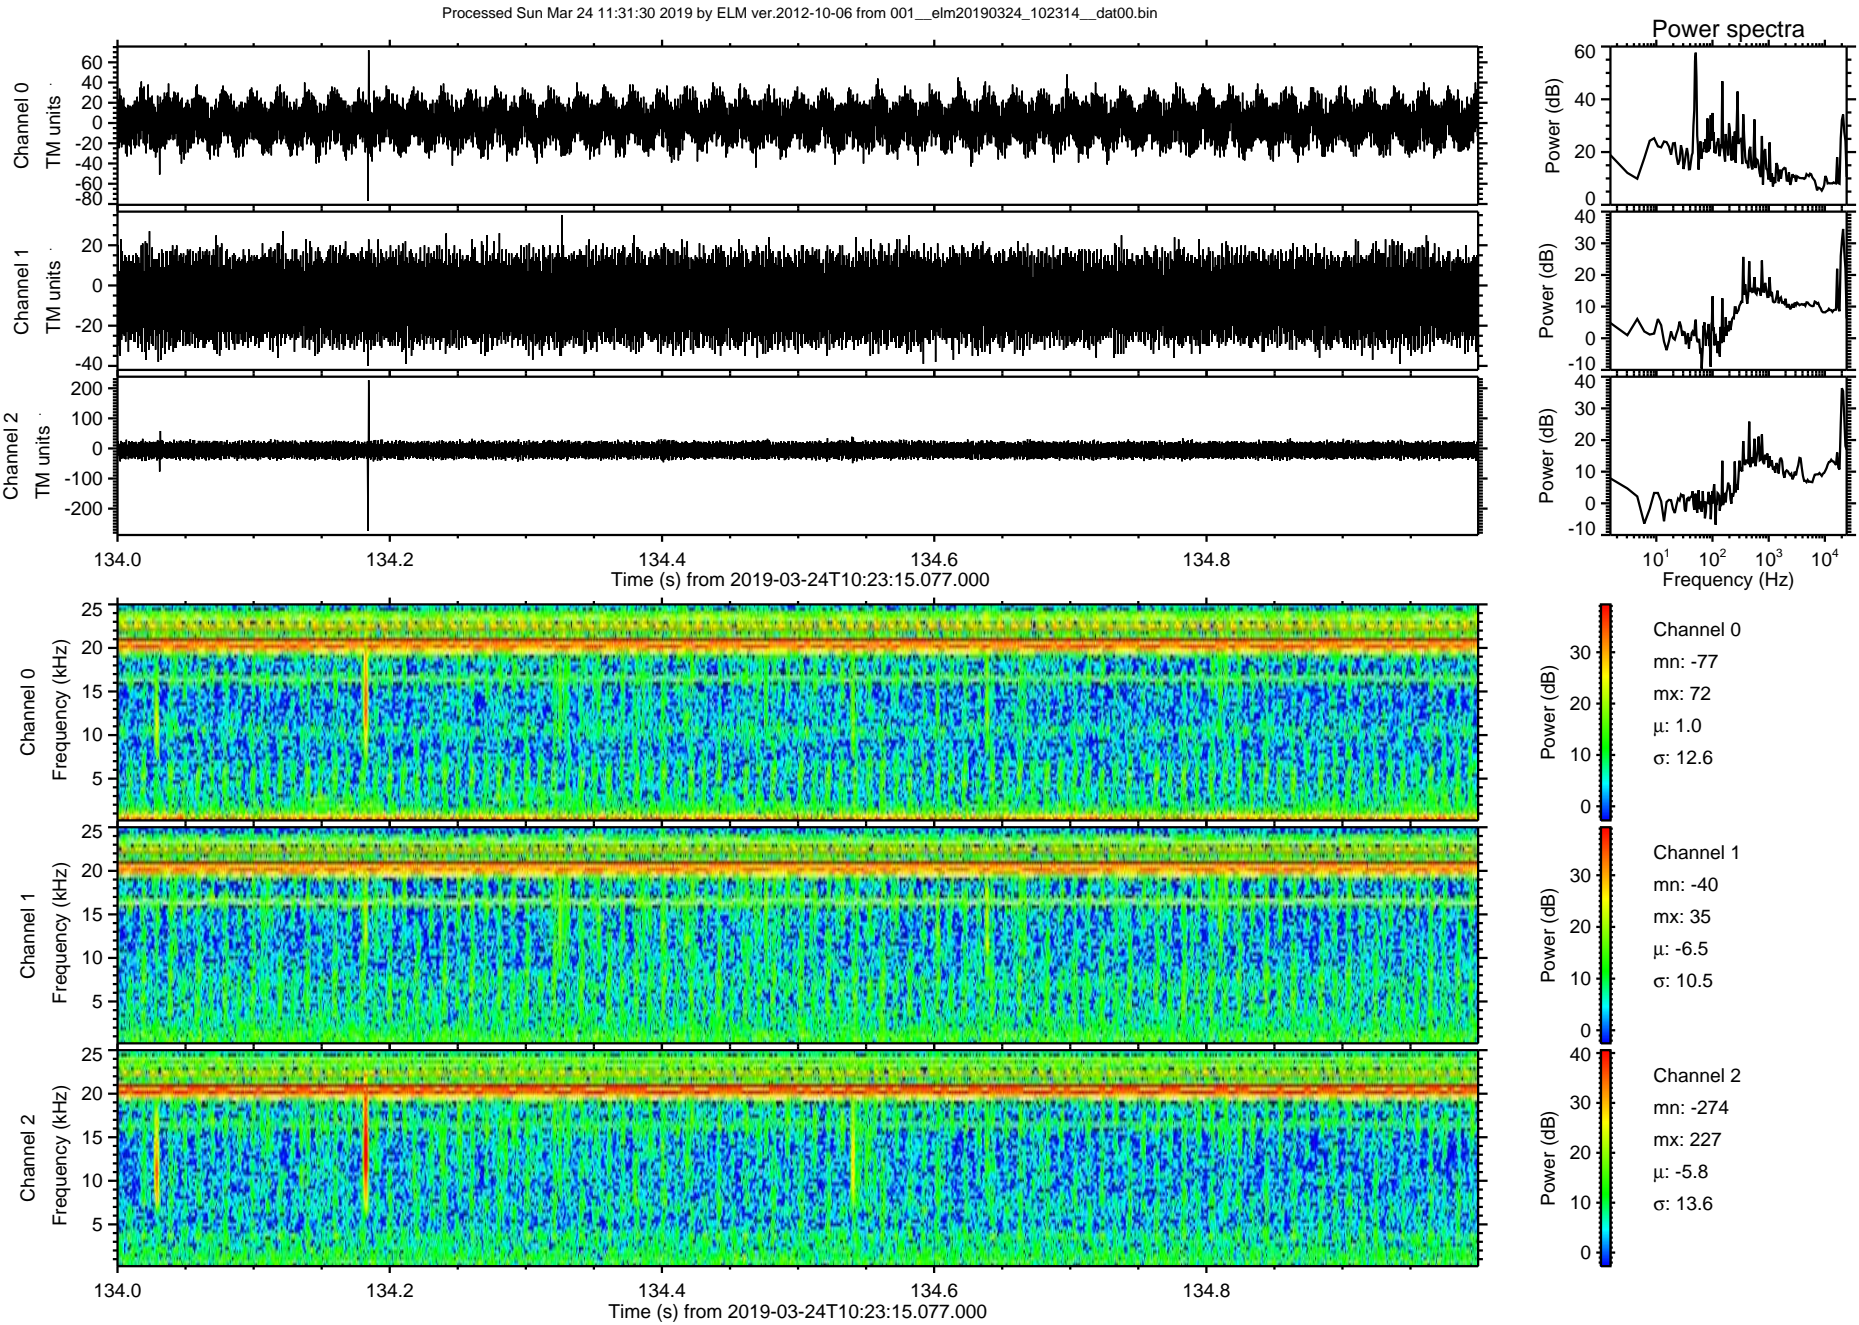 Processed Sun Mar 24 11:31:30 2019 by ELM ver.2012-10-06 from 001__elm20190324_102314__dat00.bin
Power spectra
Channel 0
TM units
60
40
20
0
-20
-40
-60
-80
Power (dB)
60
40
20
0
Channel 1
TM units
20
0
-20
-40
Power (dB)
40
30
20
10
0
-10
Channel 2
TM units
200
100
0
-100
-200
Power (dB)
40
30
20
10
0
-10
134.0 134.2 134.4 134.6 134.8
Time (s) from 2019-03-24T10:23:15.077.000
10^1 10^2 10^3 10^4
Frequency (Hz)
Channel 0
Frequency (kHz)
25
20
15
10
5
Power (dB)
30
20
10
0
Channel 0
mn: -77
mx: 72
μ: 1.0
σ: 12.6
Channel 1
Frequency (kHz)
25
20
15
10
5
Power (dB)
30
20
10
0
Channel 1
mn: -40
mx: 35
μ: -6.5
σ: 10.5
Channel 2
Frequency (kHz)
25
20
15
10
5
Power (dB)
40
30
20
10
0
Channel 2
mn: -274
mx: 227
μ: -5.8
σ: 13.6
134.0 134.2 134.4 134.6 134.8
Time (s) from 2019-03-24T10:23:15.077.000